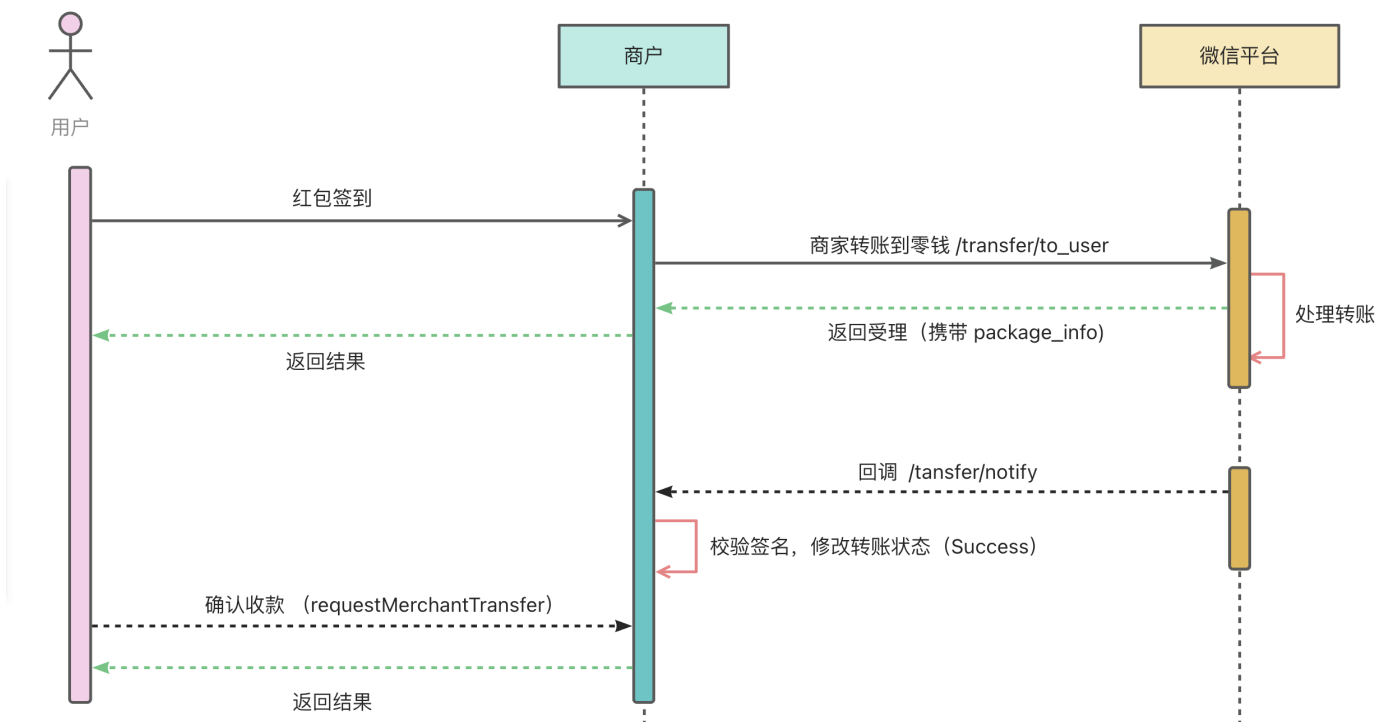 商户
微信平台
用户
红包签到
商家转账到零钱 /transfer/to_user
处理转账
返回受理（携带 package_info)
返回结果
回调 /tansfer/notify
校验签名，修改转账状态（Success）
确认收款 （requestMerchantTransfer）
返回结果